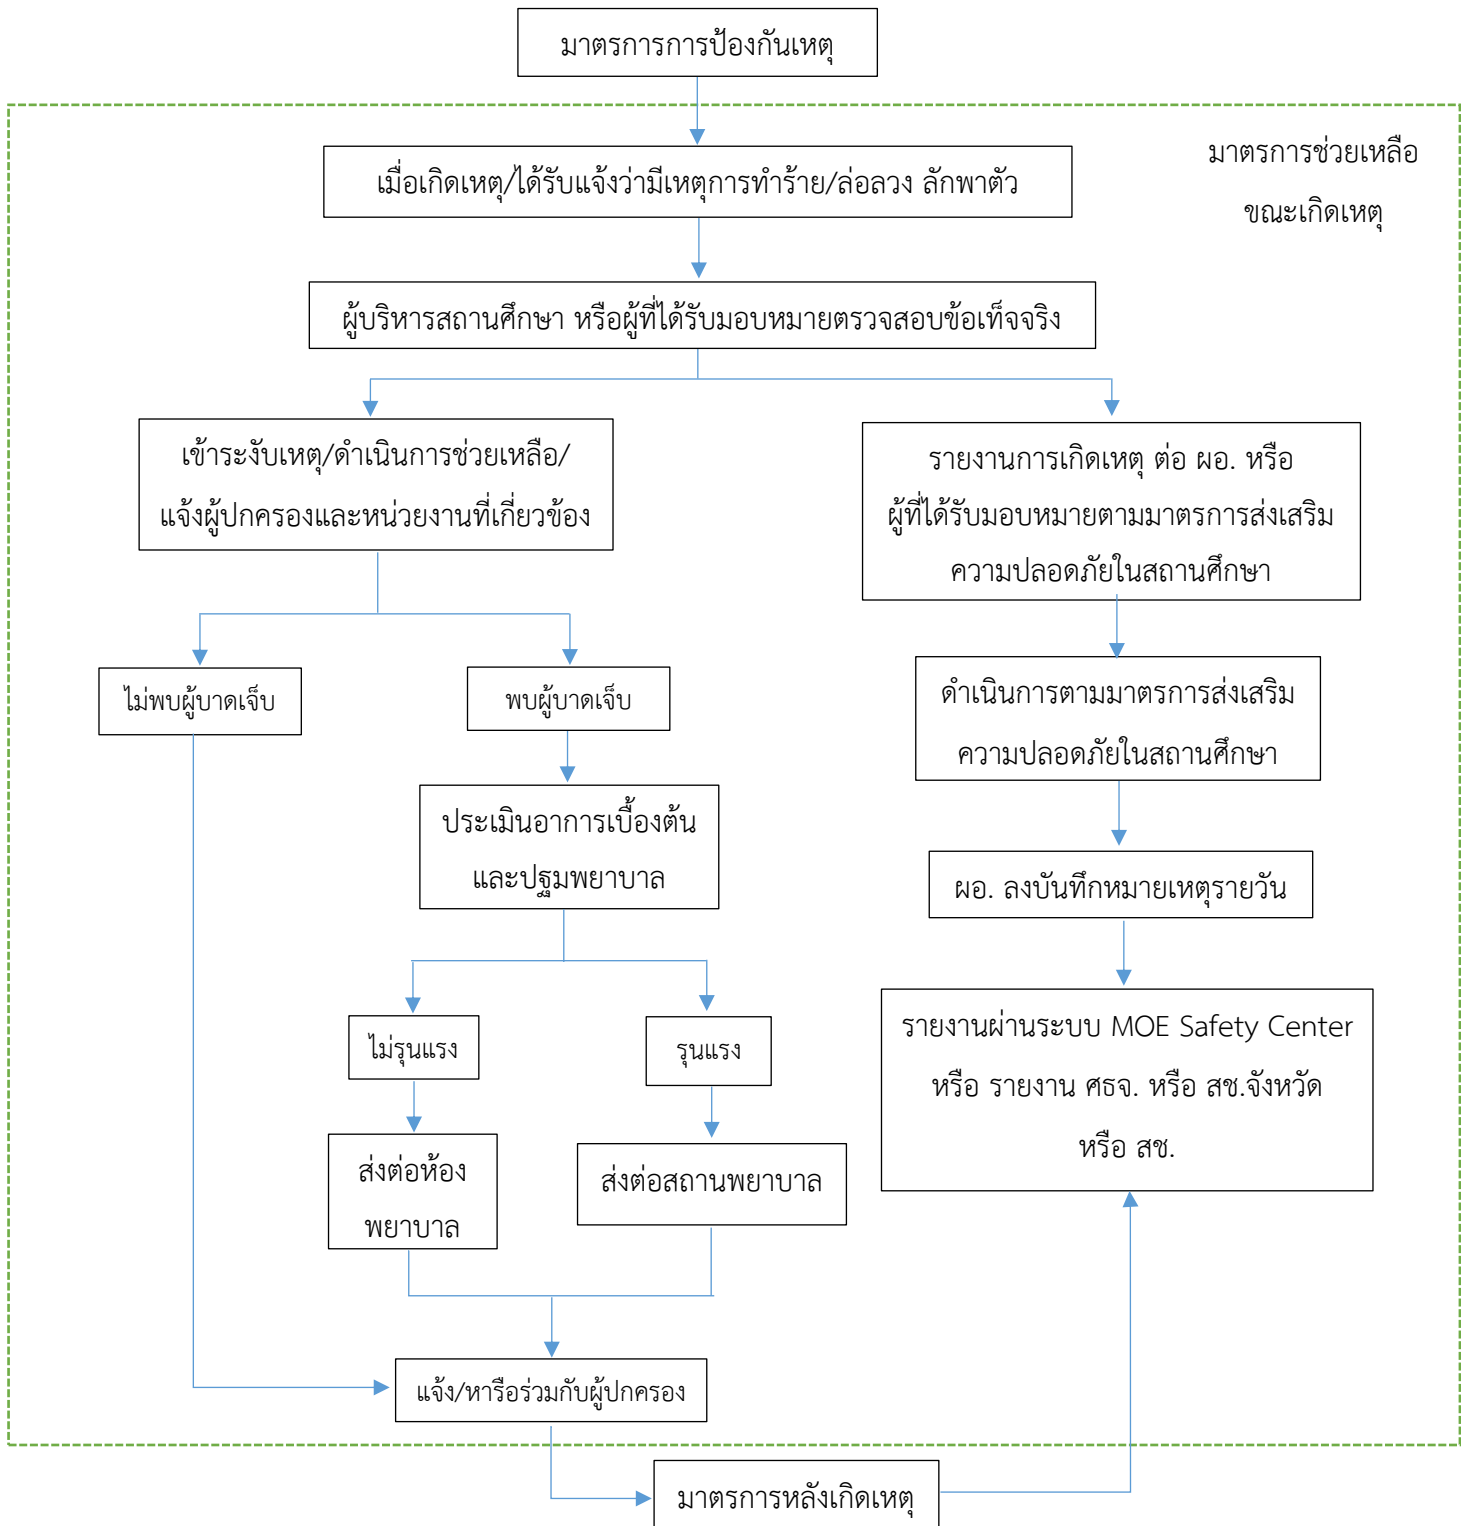 มาตรการการป้องกันเหตุ
มาตรการช่วยเหลือ
ขณะเกิดเหตุ
เมื่อเกิดเหตุ/ได้รับแจ้งว่ามีเหตุการทำร้าย/ล่อลวง ลักพาตัว
ผู้บริหารสถานศึกษา หรือผู้ที่ได้รับมอบหมายตรวจสอบข้อเท็จจริง
เข้าระงับเหตุ/ดำเนินการช่วยเหลือ/
แจ้งผู้ปกครองและหน่วยงานที่เกี่ยวข้อง
รายงานการเกิดเหตุ ต่อ ผอ. หรือ
ผู้ที่ได้รับมอบหมายตามมาตรการส่งเสริม
ความปลอดภัยในสถานศึกษา
ไม่พบผู้บาดเจ็บ
พบผู้บาดเจ็บ
ดำเนินการตามมาตรการส่งเสริม
ความปลอดภัยในสถานศึกษา
ประเมินอาการเบื้องต้น
และปฐมพยาบาล
ผอ. ลงบันทึกหมายเหตุรายวัน
ไม่รุนแรง
รุนแรง
รายงานผ่านระบบ MOE Safety Center
หรือ รายงาน ศธจ. หรือ สช.จังหวัด
หรือ สช.
ส่งต่อห้อง
พยาบาล
ส่งต่อสถานพยาบาล
แจ้ง/หารือร่วมกับผู้ปกครอง
มาตรการหลังเกิดเหตุ